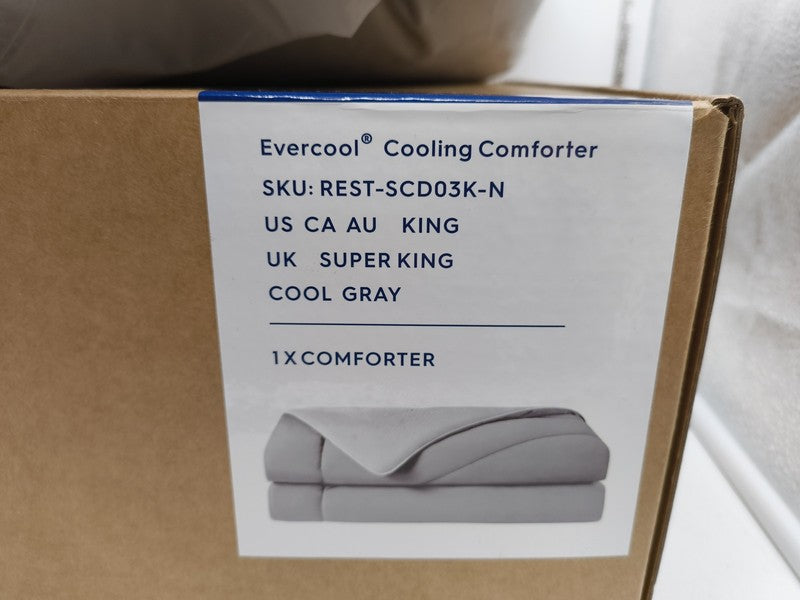 Evercool® Cooling Comforter
SKU: REST-SCD03K-N
US CA AU KING
UK SUPER KING
COOL GRAY
1 X COMFORTER